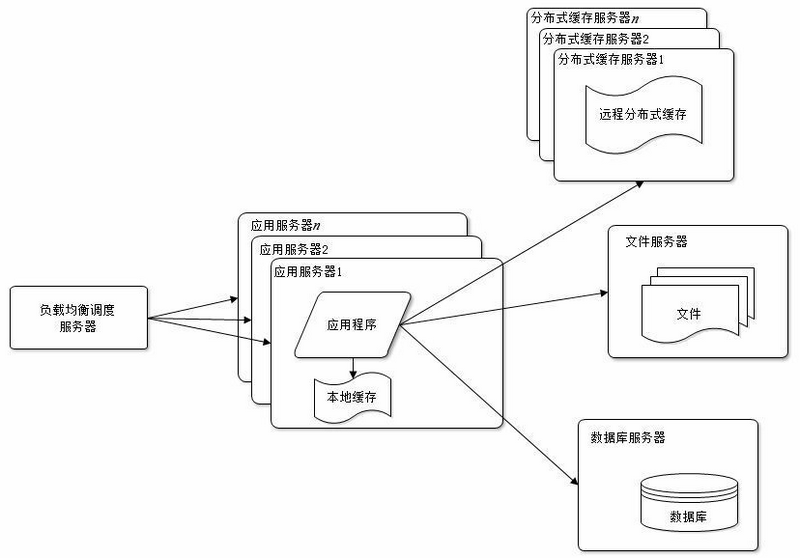 分布式缓存服务器n
分布式缓存服务器2
分布式缓存服务器1
远程分布式缓存
应用服务器n
应用服务器2
应用服务器1
应用程序
本地缓存
负载均衡调度
服务器
文件服务器
文件
数据库服务器
数据库